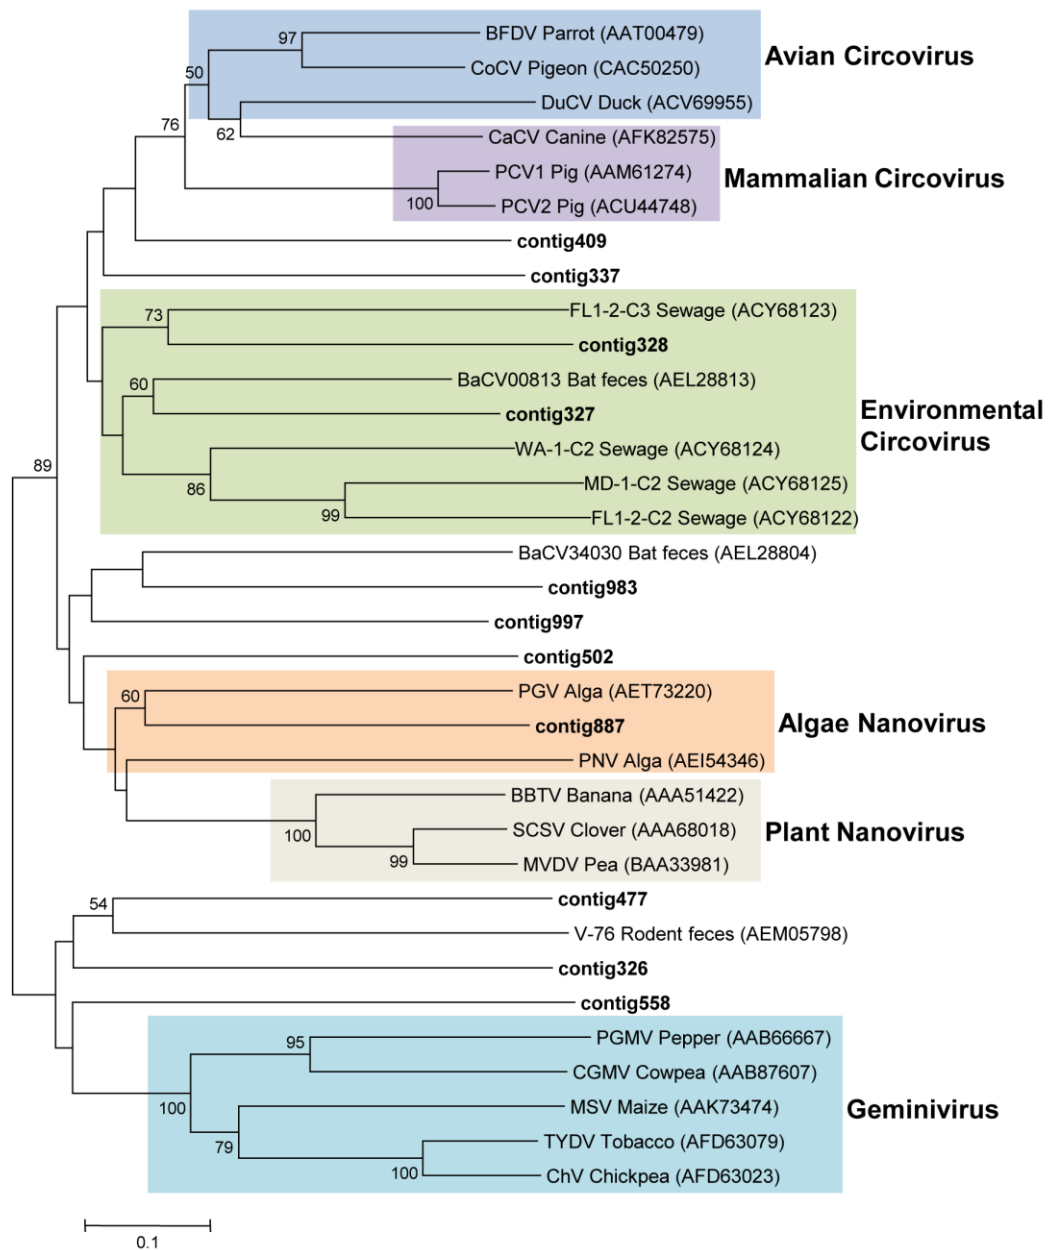 97
BFDV Parrot (AAT00479)
Avian Circovirus
CoCV Pigeon (CAC50250)
50
DuCV Duck (ACV69955)
76
62
CaCV Canine (AFK82575)
PCV1 Pig (AAM61274)
Mammalian Circovirus
100
PCV2 Pig (ACU44748)
contig409
contig337
73
FL1-2-C3 Sewage (ACY68123)
contig328
60
BaCV00813 Bat feces (AEL28813)
contig327
Environmental
Circovirus
WA-1-C2 Sewage (ACY68124)
89
86
MD-1-C2 Sewage (ACY68125)
99
FL1-2-C2 Sewage (ACY68122)
BaCV34030 Bat feces (AEL28804)
contig983
contig997
contig502
60
PGV Alga (AET73220)
contig887
Algae Nanovirus
PNV Alga (AEI54346)
BBTV Banana (AAA51422)
100
SCSV Clover (AAA68018)
Plant Nanovirus
99
MVDV Pea (BAA33981)
54
contig477
V-76 Rodent feces (AEM05798)
contig326
contig558
95
PGMV Pepper (AAB66667)
CGMV Cowpea (AAB87607)
100
MSV Maize (AAK73474)
Geminivirus
79
TYDV Tobacco (AFD63079)
100
ChV Chickpea (AFD63023)
0.1